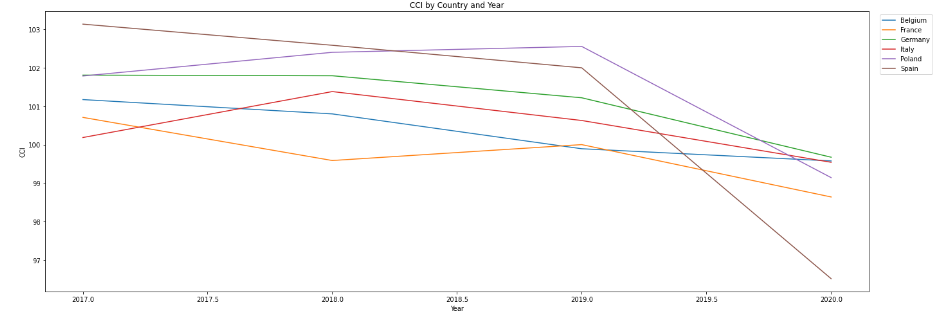 CCI by Country and Year
Belgium
France
Germany
Italy
Poland
Spain
103
102
101
100
99
98
97
CCI
2017.0
2017.5
2018.0
2018.5
2019.0
2019.5
2020.0
Year